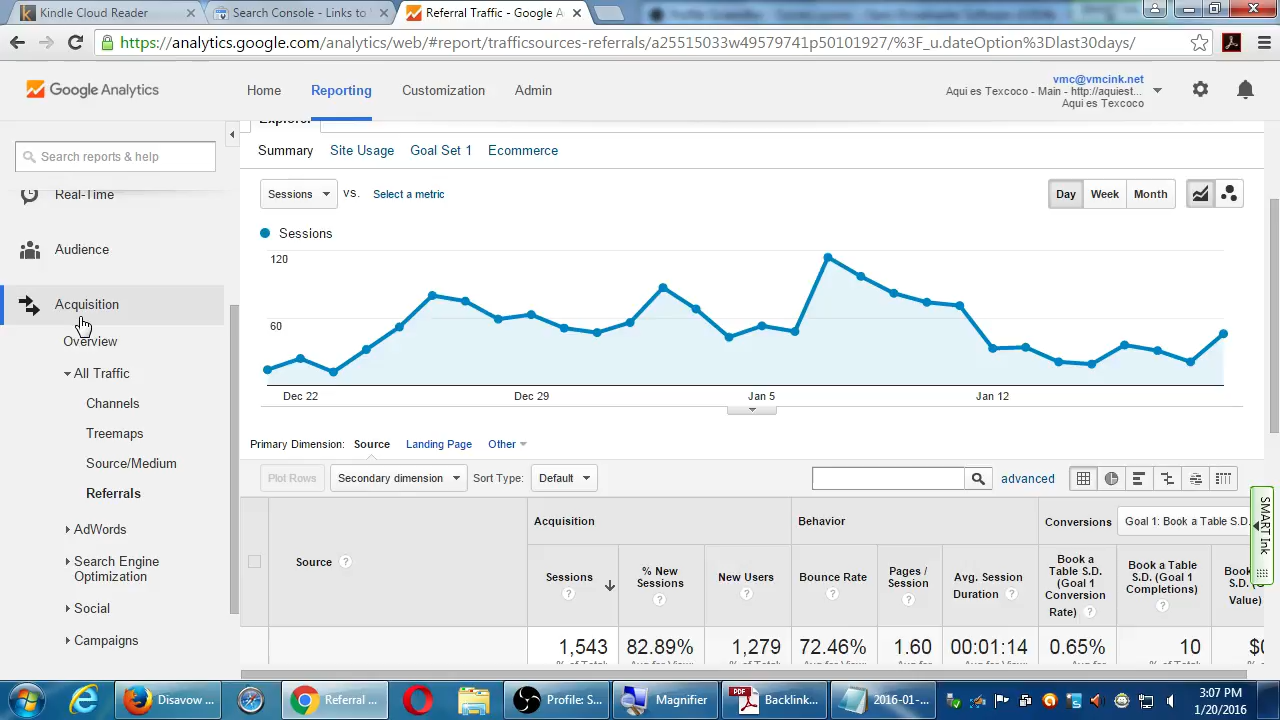 Kindle Cloud Reader
Search Console - Links to
Referral Traffic - Google A
https://analytics.google.com/analytics/web/#report/trafficsources-referrals/a25515033w49579741p50101927/%3F_u.dateOption%3Dlast30days/
Google Analytics
Home Reporting Customization Admin
vmc@vmcink.net
Aqui es Texcoco - Main - http://aquiest...
Aqui es Texcoco
Search reports & help
Real-Time
Audience
Acquisition
Overview
All Traffic
Channels
Treemaps
Source/Medium
Referrals
AdWords
Search Engine
Optimization
Social
Campaigns
Explorer
Summary Site Usage Goal Set 1 Ecommerce
Sessions VS. Select a metric
Day Week Month
Sessions
120
60
Dec 22 Dec 29 Jan 5 Jan 12
Primary Dimension: Source Landing Page Other
Plot Rows Secondary dimension Sort Type: Default advanced
Acquisition Behavior Conversions Goal 1: Book a Table S.D.
Source ?
Sessions ?
% New
Sessions
?
New Users ?
Bounce Rate ?
Pages /
Session
?
Avg. Session
Duration ?
Book a
Table S.D.
(Goal 1
Conversion
Rate) ?
Book a Table
S.D. (Goal 1
Completions)
?
1,543 82.89% 1,279 72.46% 1.60 00:01:14 0.65% 10
SMART Ink
Disavow ...
Referral ...
Profile: S...
Magnifier
PDF
Backlink...
2016-01-...
3:07 PM
1/20/2016